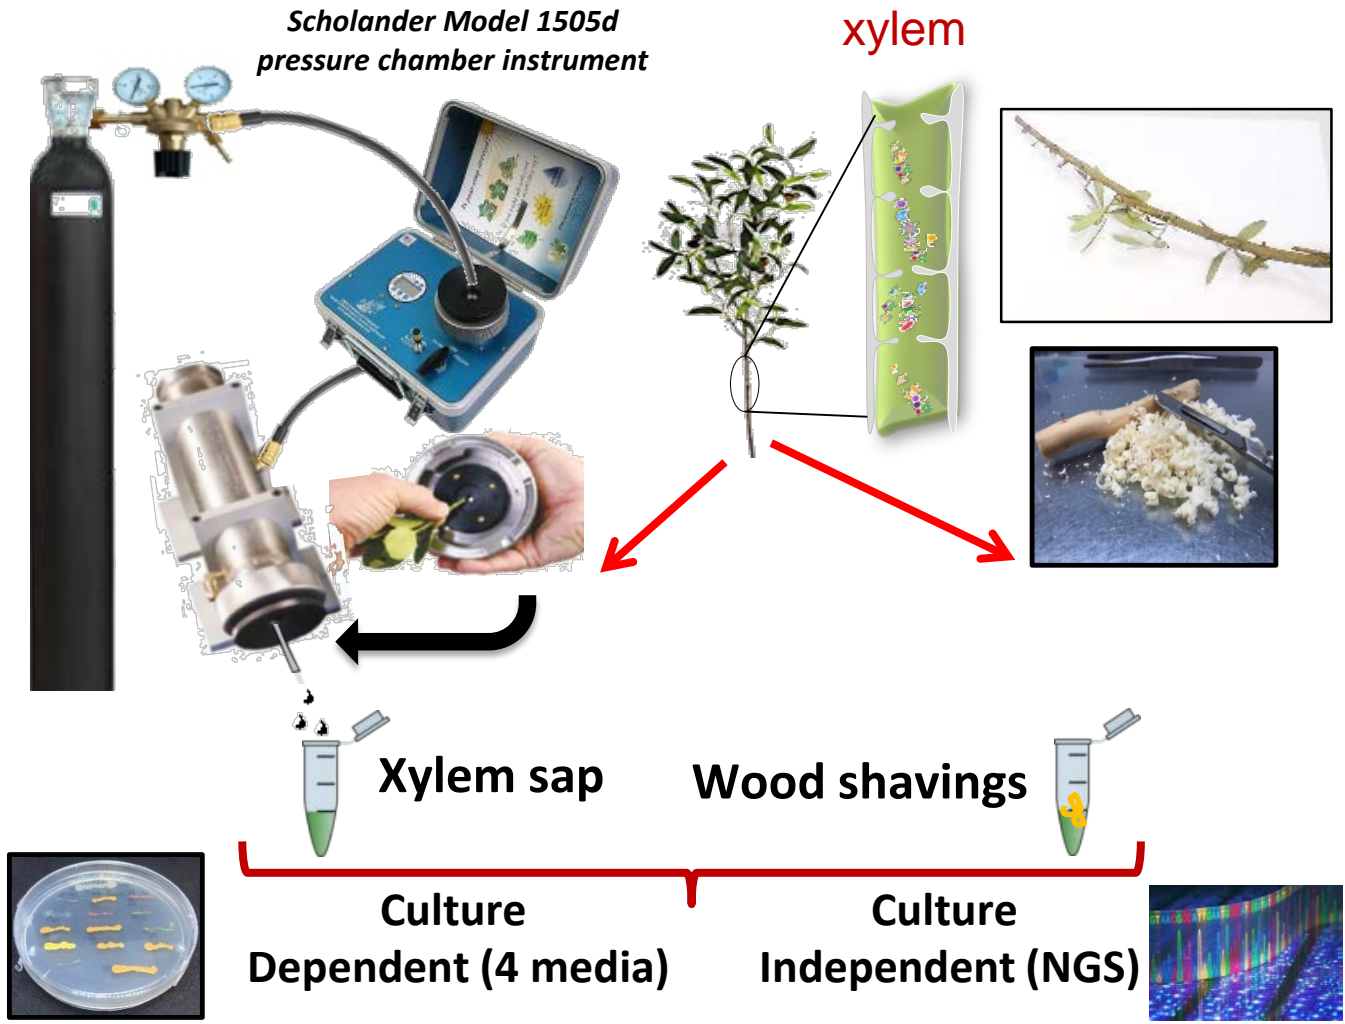 Scholander Model 1505d
pressure chamber instrument
xylem
Xylem sap
Wood shavings
Culture
Dependent (4 media)
Culture
Independent (NGS)